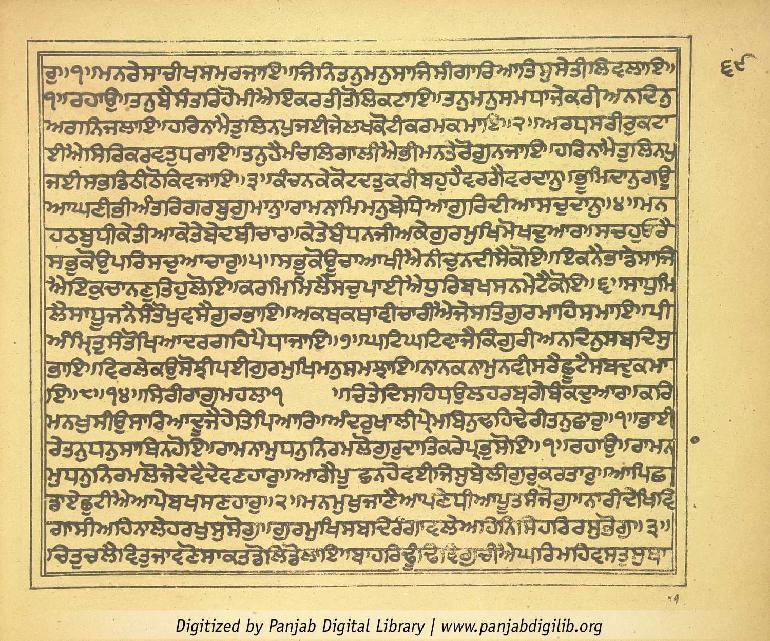 ਭੁ॥੧॥ਮਨਰੇਸਾਚੀਖਸਮਰਜਾਇ॥ਜਿਨਿਤਨੁਮਨੁਸਾਜਿਸੀਗਾਰਿਆਤਿਸੁਸੇਤੀਲਿਵਲਾਇ॥
੧॥ਰਹਾਉ॥ਤਨੁਬੈਸੰਤਰਿਹੋਮੀਐਇਕਰਤੀਤੋਲਿਕਟਾਇ॥ਤਨੁਮਨੁਸਮਧਾਜੇਕਰੀਅਨਦਿਨੁ
ਅਗਨਿਜਲਾਇ॥ਹਰਿਨਾਮੈਤੁਲਿਨਪੁਜਈਜੇਲਖਕੋਟੀਕਰਮਕਮਾਇ॥੨॥ਅਰਧਸਰੀਰੁਕਟਾ
ਈਐਸਿਰਿਕਰਵਤੁਧਰਾਇ॥ਤਨੁਹੈਮੰਚਲਿਗਾਲੀਐਭੀਮਨਤੇਰੋਗੁਨਜਾਇ॥ਹਰਿਨਾਮੈਤੁਲਿਨਪੁ
ਜਈਸਭਡਿਠੀਠੋਕਿਵਜਾਇ॥੩॥ਕੰਚਨਕੇਕੋਟਦਤੁਕਰੀਬਹੁਹੈਵਰਗੈਵਰਦਾਨੁ॥ਭੂਮਿਦਾਨੁਗਊ
ਆਘਣੀਭੀਅੰਤਰਿਗਰਬੁਗੁਮਾਨੁ॥ਰਾਮਨਾਮਿਮਨੁਬੇਧਿਆਗੁਰਿਦੀਆਸਚੁਦਾਨੁ॥੪॥ਮਨ
ਹਠਬੁਧੀਕੇਤੀਆਕੇਤੇਬੇਦਬੀਚਾਰ॥ਕੇਤੇਬੰਧਨਜੀਅਕੇਗੁਰਮੁਖਿਮੋਖਦੁਆਰ॥ਸਚਹੁਓਰੈ
ਸਭੁਕੋਉਪਰਿਸਚੁਆਚਾਰੁ॥੫॥ਸਭੁਕੋਊਚਾਆਖੀਐਨੀਚੁਨਦੀਸੈਕੋਇ॥ਇਕਨੈਭਾਂਡੇਸਾਜਿ
ਐਇਕੁਚਾਨਣੁਤਿਹੁਲੋਇ॥ਕਰਮਿਮਿਲੈਸਚੁਪਾਈਐਧੁਰਿਬਖਸਨਮੇਟੈਕੋਇ॥੬॥ਸਾਧੁਮਿ
ਲੈਸਾਧੂਜਨੈਸੰਤੋਖੁਵਸੈਗੁਰਭਾਇ॥ਅਕਥਕਥਾਵੀਚਾਰੀਐਜੇਸਤਿਗੁਰਮਾਹਿਸਮਾਇ॥ਪੀ
ਅੰਮ੍ਰਿਤੁਸੰਤੋਖਿਆਦਰਗਹਿਪੈਧਾਜਾਇ॥੭॥ਘਟਿਘਟਿਵਾਜੈਕਿੰਗੁਰੀਅਨਦਿਨੁਸਬਦਿਸੁ
ਭਾਇ॥ਵਿਰਲੇਕਉਸੋਝੀਪਈਗੁਰਮੁਖਿਮਨੁਸਮਝਾਇ॥ਨਾਨਕਨਾਮੁਨਵੀਸਰੈਛੂਟੈਸਬਦੁਕਮਾ
ਇ॥੮॥੧੪॥ਸਿਰੀਰਾਗੁਮਹਲਾ੧ ॥ਚਿਤੇਦਿਸਹਿਧਉਲਹਰਬਗੇਬੰਕਦੁਆਰ॥ਕਰਿ
ਮਨਖੁਸੀਉਸਾਰਿਆਦੂਜੈਹੇਤਿਪਿਆਰਿ॥ਅੰਦਰੁਖਾਲੀਪ੍ਰੇਮਬਿਨੁਢਹਿਢੇਰੀਤਨੁਛਾਰੁ॥੧॥ਭਾਈ
ਰੇਤਨੁਧਨੁਸਾਥਿਨਹੋਇ॥ਰਾਮਨਾਮੁਧਨੁਨਿਰਮਲੋਗੁਰੁਦਾਤਿਕਰੇਪ੍ਰਭੁਸੋਇ॥੧॥ਰਹਾਉ॥ਰਾਮਨਾ
ਮੁਧਨੁਨਿਰਮਲੋਜੇਦੇਵੈਦੇਵਣਹਾਰੁ॥ਆਗੈਪੂਛਨਹੋਵਈਜਿਸੁਬੇਲੀਗੁਰੁਕਰਤਾਰੁ॥ਆਪਿਛ
ਡਾਏਛੁਟੀਐਆਪੇਬਖਸਣਹਾਰੁ॥੨॥ਮਨਮੁਖੁਜਾਣੈਆਪਣੇਧੀਆਪੂਤਸੰਜੋਗੁ॥ਨਾਰੀਦੇਖਿਵਿ
ਗਾਸੀਅਹਿਨਾਲੇਹਰਖੁਸੁਸੋਗੁ॥ਗੁਰਮੁਖਿਸਬਦਿਰੰਗਾਵਲੇਅਹਿਨਿਸਿਹਰਿਰਸੁਭੋਗੁ॥੩॥
ਚਿਤੁਚਲੈਵਿਤੁਜਾਵਣੋਸਾਕਤਡੋਲਿਡੋਲਾਇ॥ਬਾਹਰਿਢੂੰਢਿਵਿਗੁਚੀਐਘਰਮਹਿਵਸਤੁਸੁਥਾ
੬੯
Digitized by Panjab Digital Library | www.panjabdigilib.org